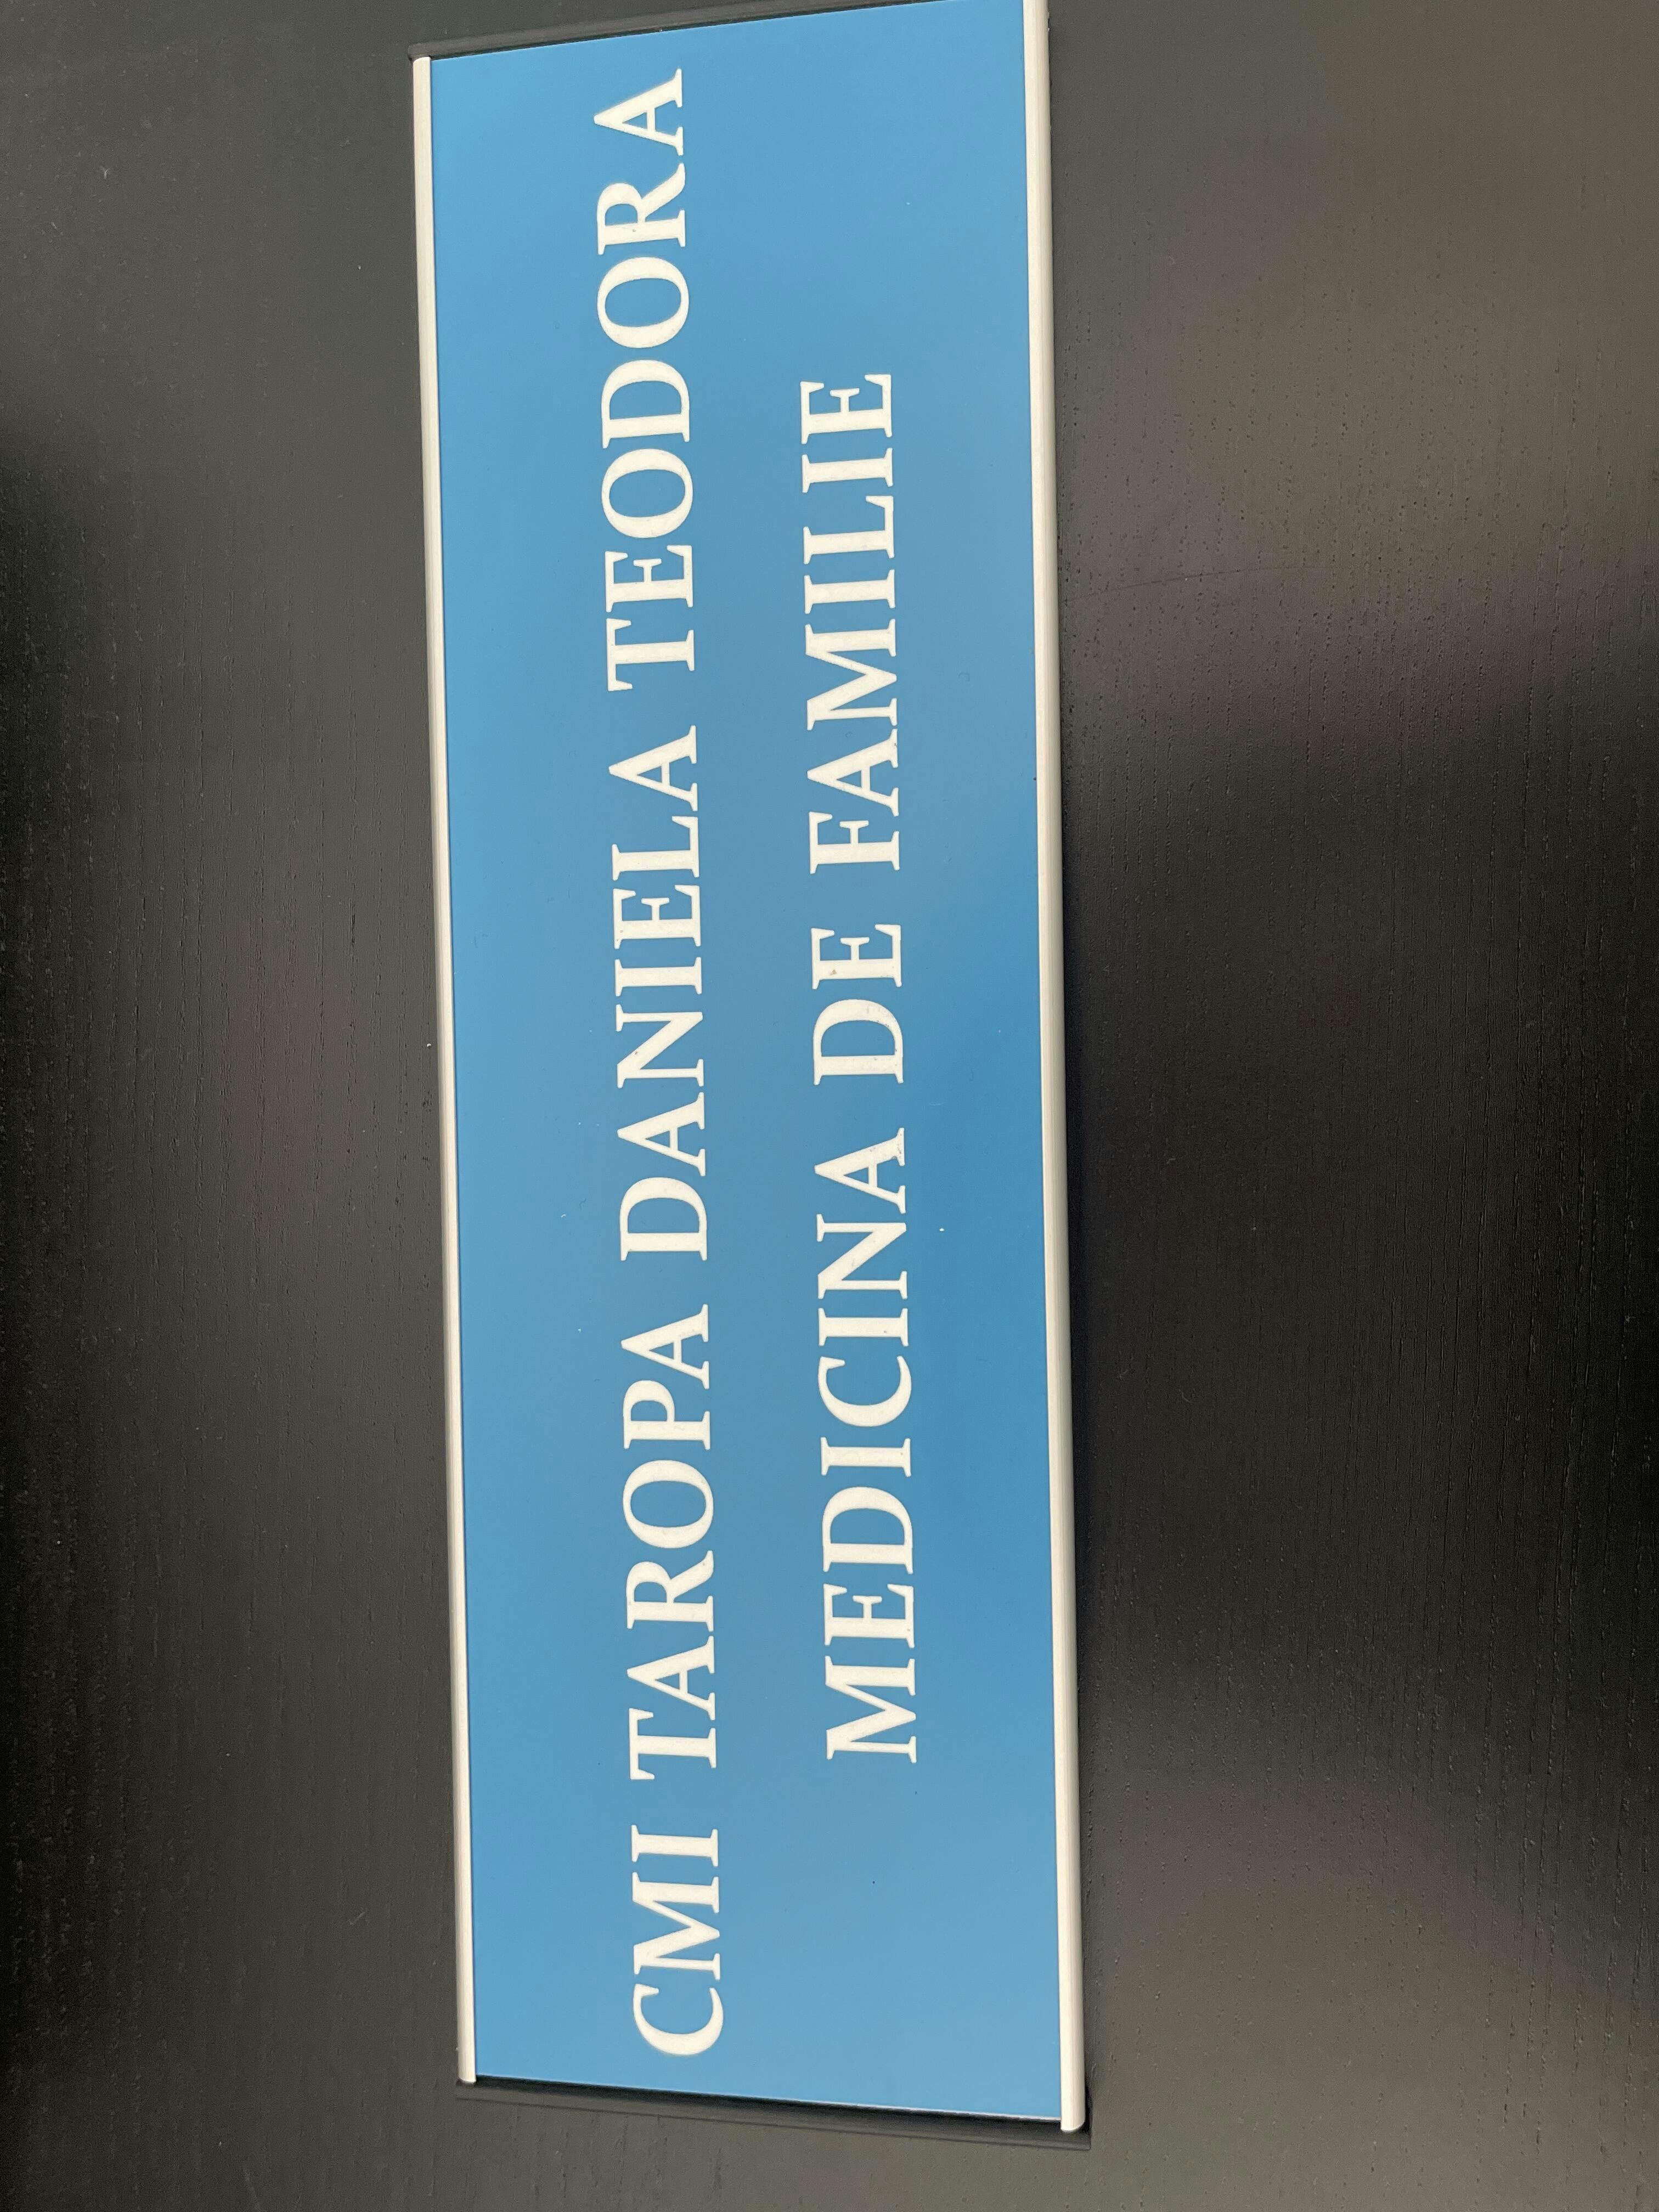 CMI TAROPA DANIELA TEODORA
MEDICINA DE FAMILIE